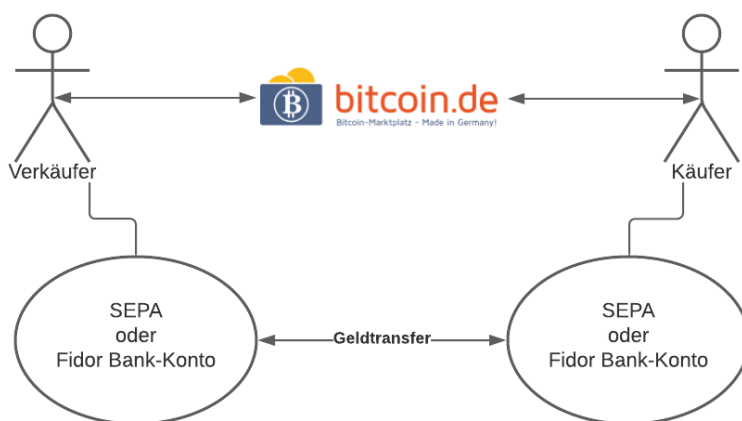 bitcoin.de
Bitcoin-Marktplatz - Made in Germany!
Verkäufer
Käufer
SEPA
oder
Fidor Bank-Konto
Geldtransfer
SEPA
oder
Fidor Bank-Konto